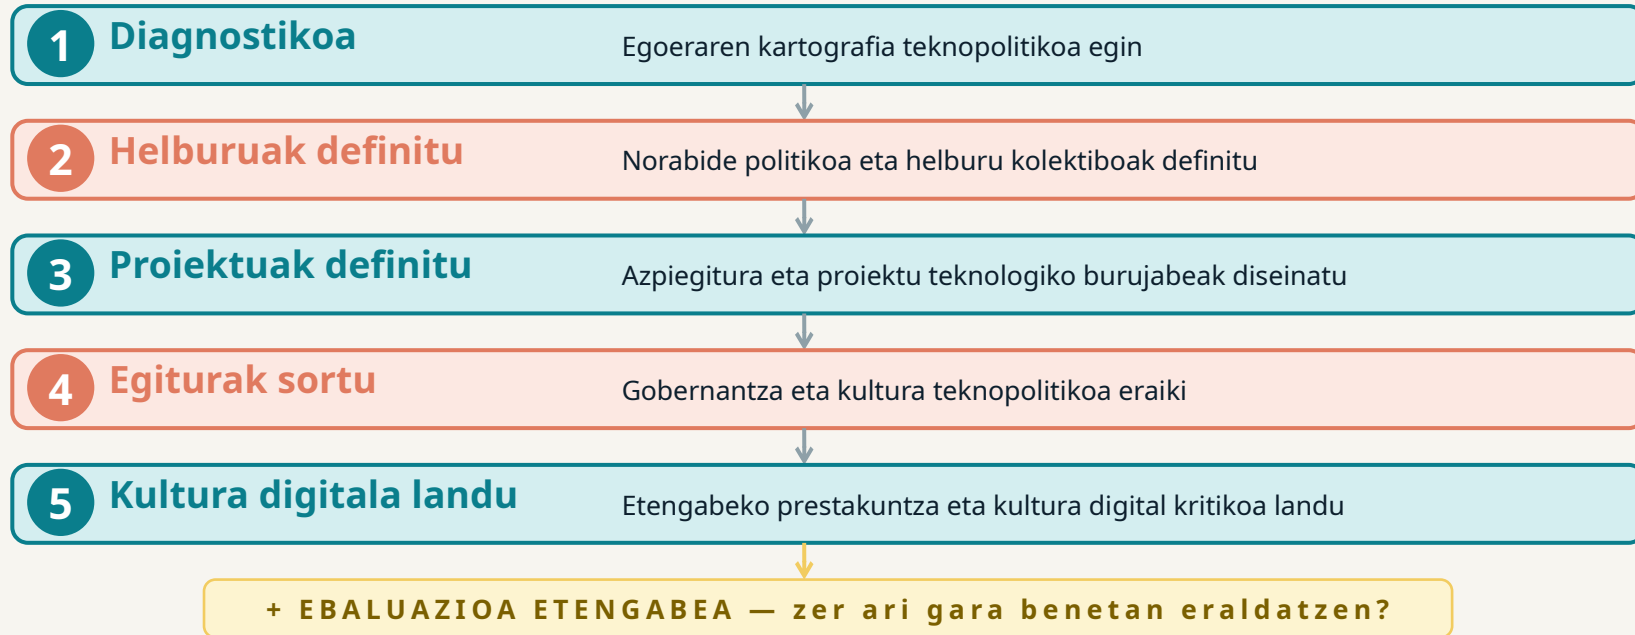 1 Diagnostikoa Egoeraren kartografia teknopolitikoa egin
2 Helburuak definitu Norabide politikoa eta helburu kolektiboak definitu
3 Proiektuak definitu Azpiegitura eta proiektu teknologiko burujabeak diseinatu
4 Egiturak sortu Gobernantza eta kultura teknopolitikoa eraiki
5 Kultura digitala landu Etengabeko prestakuntza eta kultura digital kritikoa landu
+ EBALUAZIOA ETENGABEA — zer ari gara benetan eraldatzen?